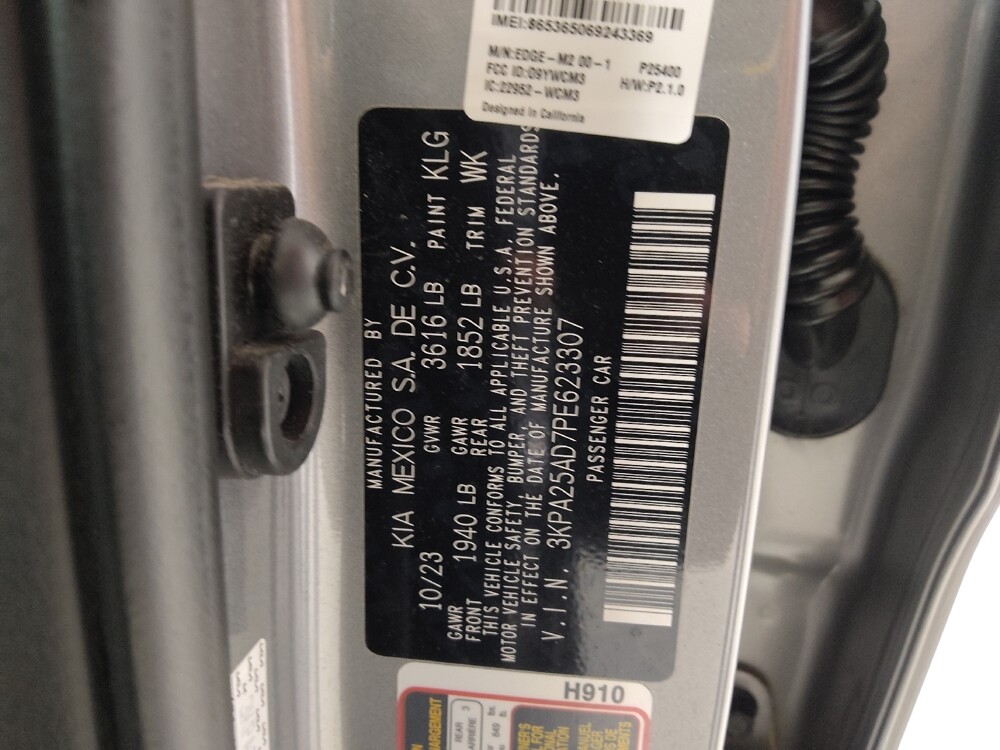 IMEI:865365069243369
M/N:EDGE-M2 00-1 P25400
FCC ID:O9YWCM3 H/W:P2.1.0
IC:22952-WCM3
Designed in California
MANUFACTURED BY
KIA MEXICO S.A. DE C.V.
10/23 GVWR 3616 LB PAINT KLG
GAWR FRONT 1940 LB GAWR REAR 1852 LB TRIM WK
THIS VEHICLE CONFORMS TO ALL APPLICABLE U.S.A. FEDERAL
MOTOR VEHICLE SAFETY, BUMPER, AND THEFT PREVENTION STANDARDS
IN EFFECT ON THE DATE OF MANUFACTURE SHOWN ABOVE.
V.I.N. 3KPA25AD7PE623307
PASSENGER CAR
H910
REAR 3
ARRIÈRE